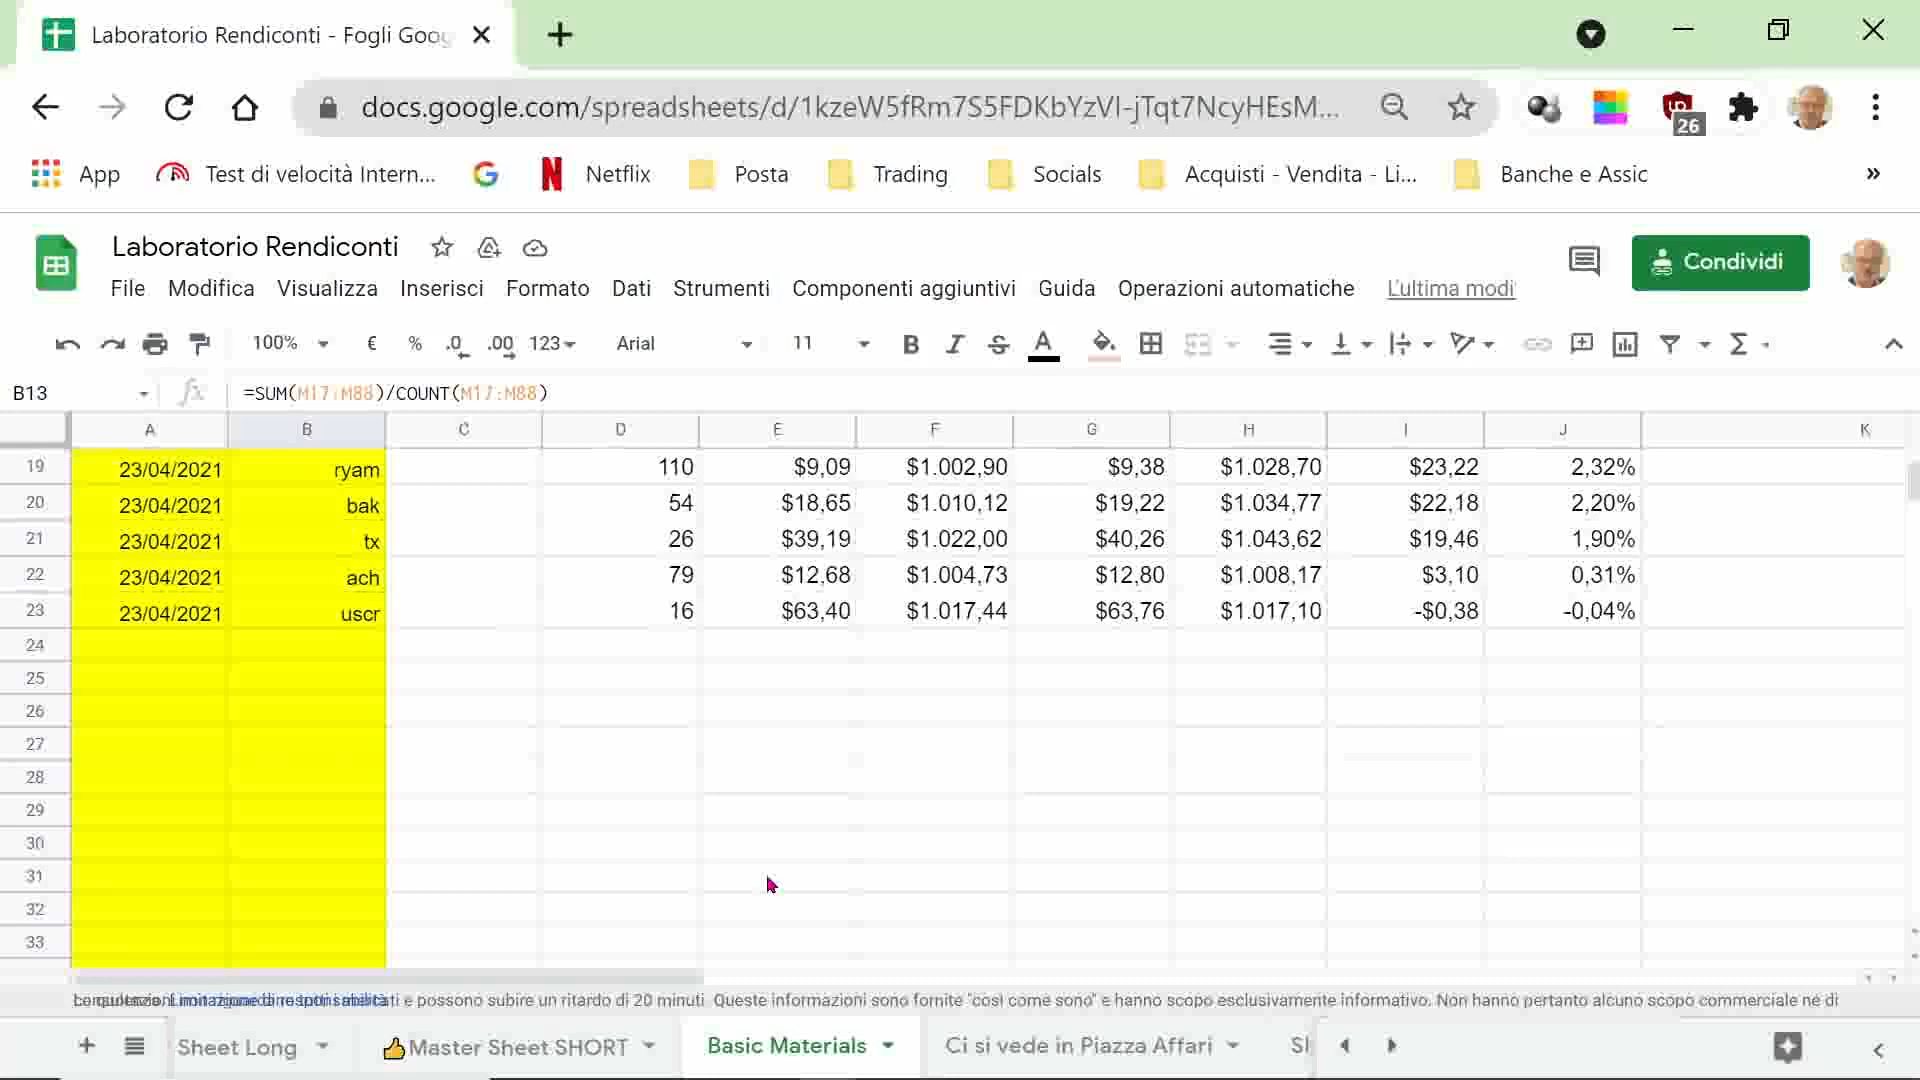 Laboratorio Rendiconti - Fogli Goog
docs.google.com/spreadsheets/d/1kzeW5fRm7S5FDKbYzVI-jTqt7NcyHEsM...
26
App Test di velocità Intern... Netflix Posta Trading Socials Acquisti - Vendita - Li... Banche e Assic »
Laboratorio Rendiconti
Condividi
File Modifica Visualizza Inserisci Formato Dati Strumenti Componenti aggiuntivi Guida Operazioni automatiche L'ultima modi
100% € % .0 .00 123 Arial 11 B I S A Σ
B13 fx =SUM(M17:M88)/COUNT(M17:M88)
A B C D E F G H I J K
19 23/04/2021 ryam 110 $9,09 $1.002,90 $9,38 $1.028,70 $23,22 2,32%
20 23/04/2021 bak 54 $18,65 $1.010,12 $19,22 $1.034,77 $22,18 2,20%
21 23/04/2021 tx 26 $39,19 $1.022,00 $40,26 $1.043,62 $19,46 1,90%
22 23/04/2021 ach 79 $12,68 $1.004,73 $12,80 $1.008,17 $3,10 0,31%
23 23/04/2021 uscr 16 $63,40 $1.017,44 $63,76 $1.017,10 -$0,38 -0,04%
24
25
26
27
28
29
30
31
32
33
e possono subire un ritardo di 20 minuti. Queste informazioni sono fornite "così come sono" e hanno scopo esclusivamente informativo. Non hanno pertanto alcuno scopo commerciale né di
+ Sheet Long 👍Master Sheet SHORT Basic Materials Ci si vede in Piazza Affari